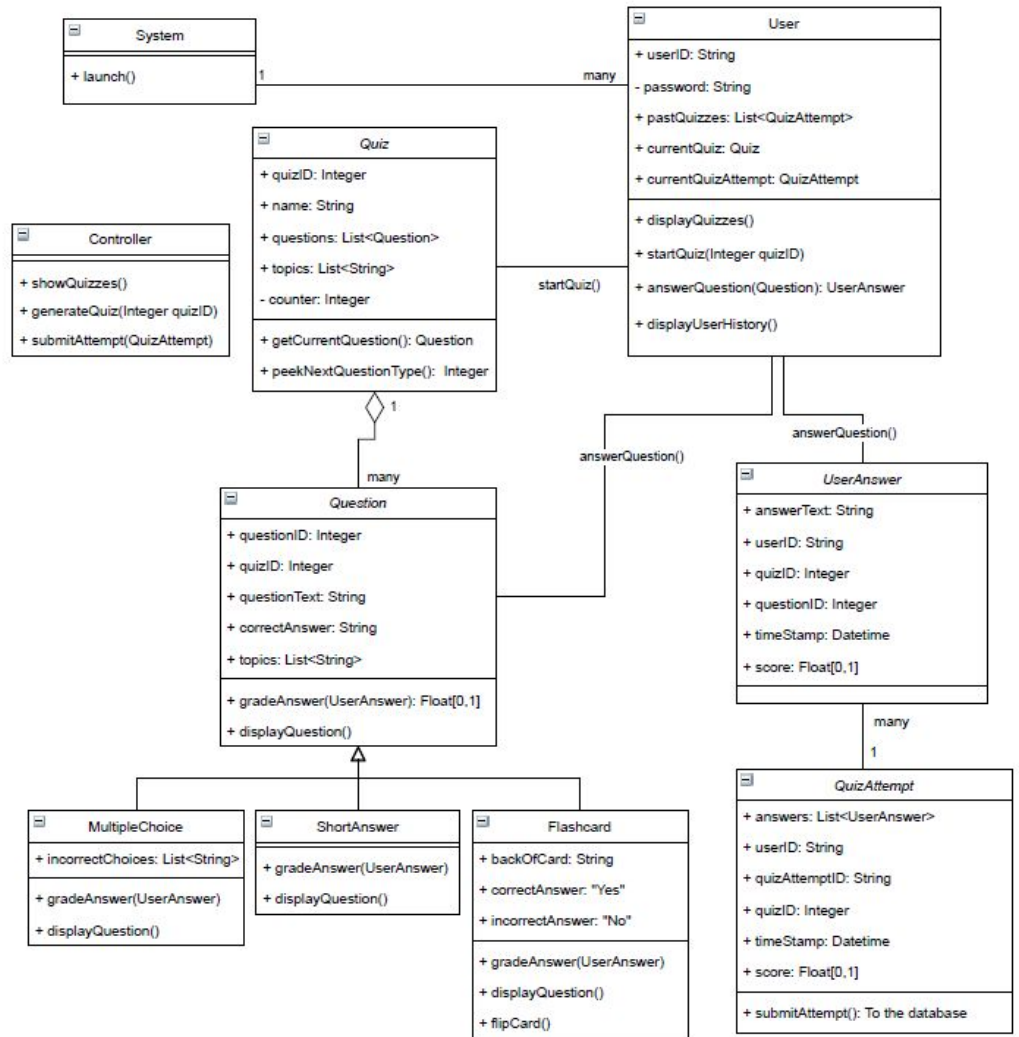 System
+ launch()
1
many
User
+ userID: String
- password: String
+ pastQuizzes: List<QuizAttempt>
+ currentQuiz: Quiz
+ currentQuizAttempt: QuizAttempt
+ displayQuizzes()
+ startQuiz(Integer quizID)
+ answerQuestion(Question): UserAnswer
+ displayUserHistory()
Quiz
+ quizID: Integer
+ name: String
+ questions: List<Question>
+ topics: List<String>
- counter: Integer
+ getCurrentQuestion(): Question
+ peekNextQuestionType(): Integer
startQuiz()
Controller
+ showQuizzes()
+ generateQuiz(Integer quizID)
+ submitAttempt(QuizAttempt)
1
many
answerQuestion()
answerQuestion()
Question
+ questionID: Integer
+ quizID: Integer
+ questionText: String
+ correctAnswer: String
+ topics: List<String>
+ gradeAnswer(UserAnswer): Float[0,1]
+ displayQuestion()
UserAnswer
+ answerText: String
+ userID: String
+ quizID: Integer
+ questionID: Integer
+ timeStamp: Datetime
+ score: Float[0,1]
many
1
MultipleChoice
+ incorrectChoices: List<String>
+ gradeAnswer(UserAnswer)
+ displayQuestion()
ShortAnswer
+ gradeAnswer(UserAnswer)
+ displayQuestion()
Flashcard
+ backOfCard: String
+ correctAnswer: "Yes"
+ incorrectAnswer: "No"
+ gradeAnswer(UserAnswer)
+ displayQuestion()
+ flipCard()
QuizAttempt
+ answers: List<UserAnswer>
+ userID: String
+ quizAttemptID: String
+ quizID: Integer
+ timeStamp: Datetime
+ score: Float[0,1]
+ submitAttempt(): To the database